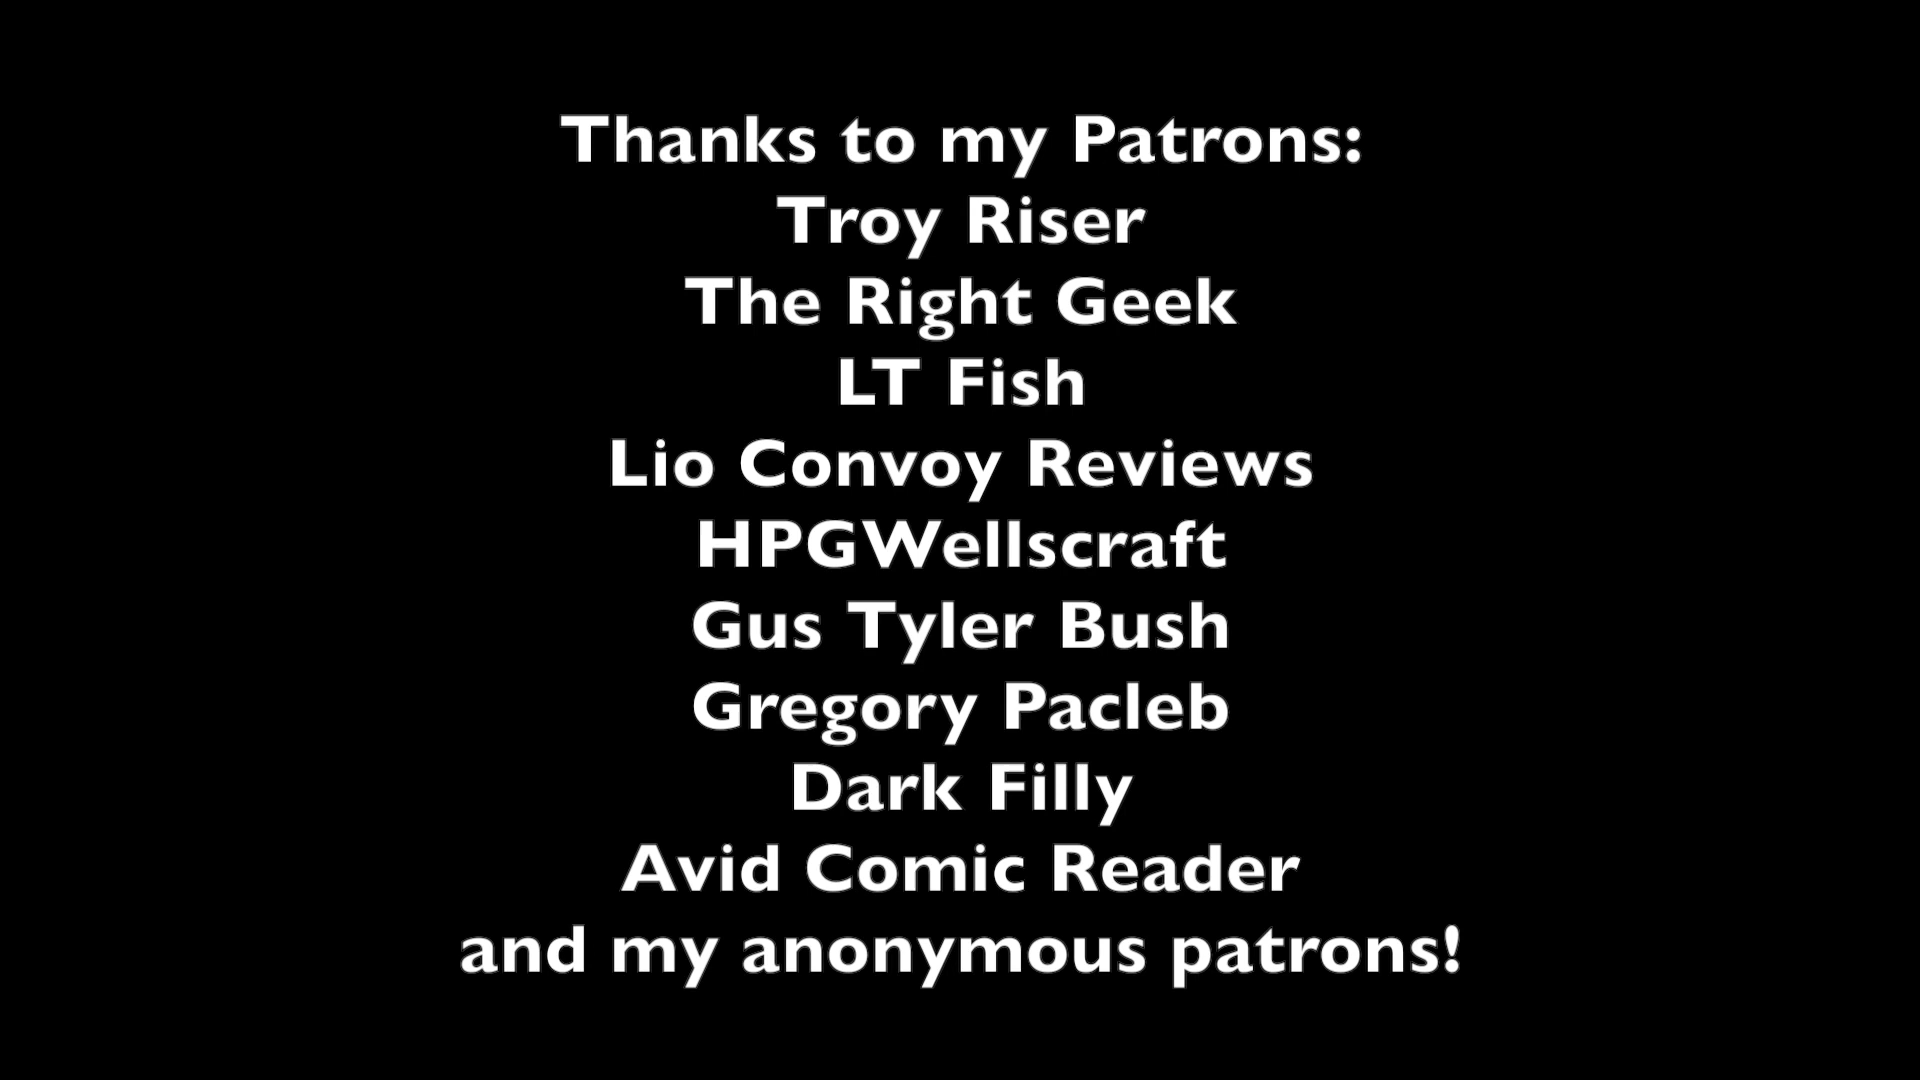 Thanks to my Patrons:
Troy Riser
The Right Geek
LT Fish
Lio Convoy Reviews
HPGWellscraft
Gus Tyler Bush
Gregory Pacleb
Dark Filly
Avid Comic Reader
and my anonymous patrons!